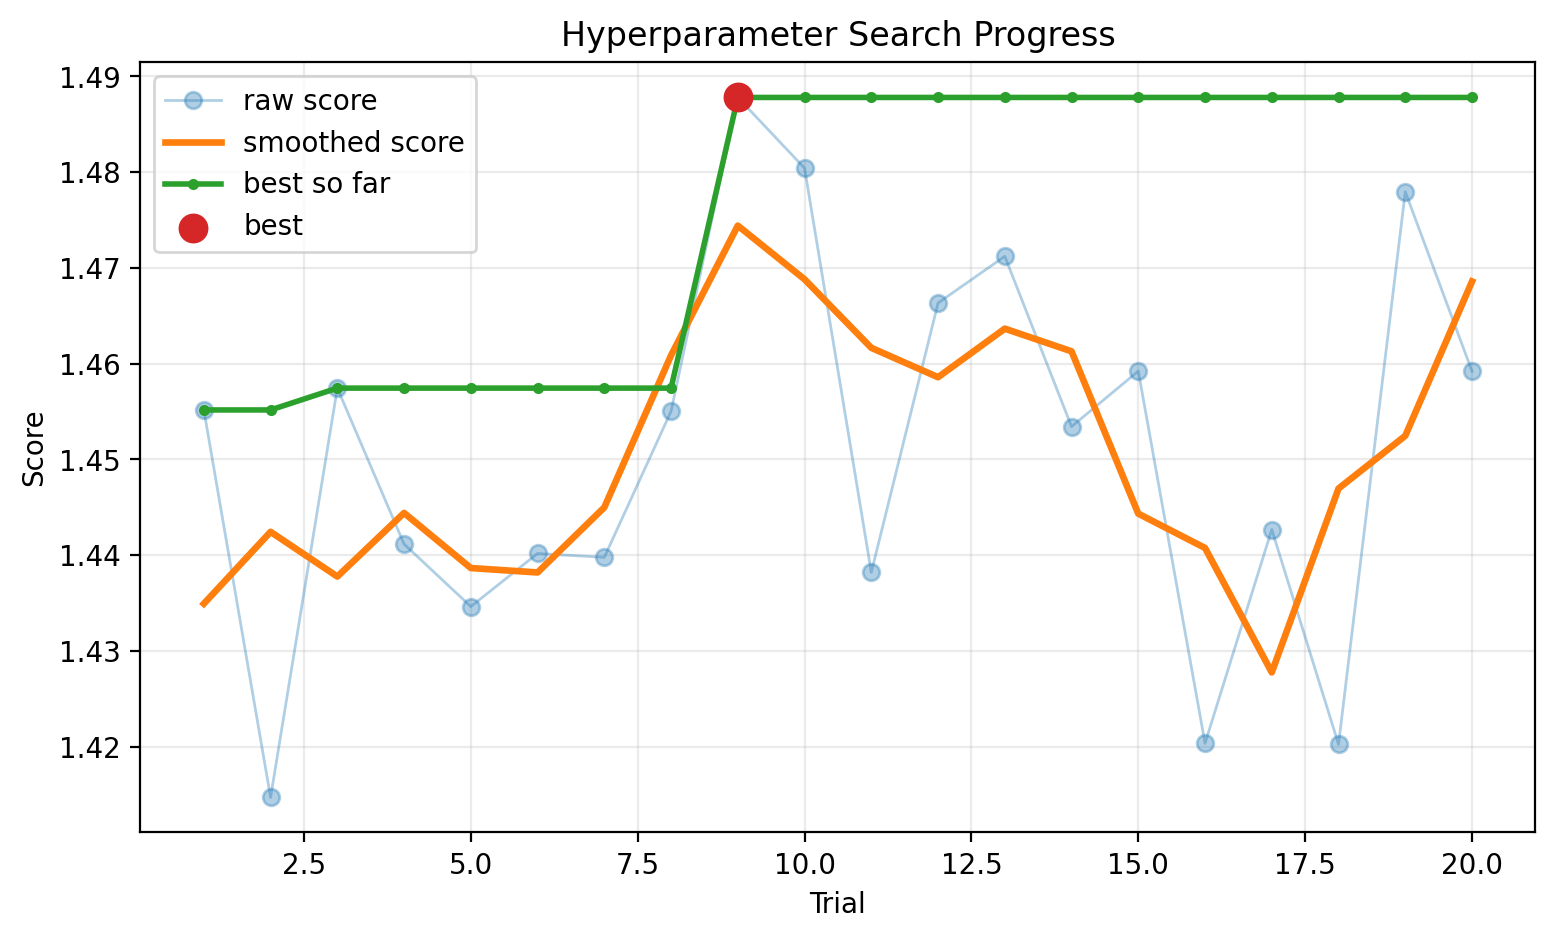 Hyperparameter Search Progress
raw score
smoothed score
best so far
best
1.49
1.48
1.47
1.46
1.45
1.44
1.43
1.42
Score
2.5 5.0 7.5 10.0 12.5 15.0 17.5 20.0
Trial